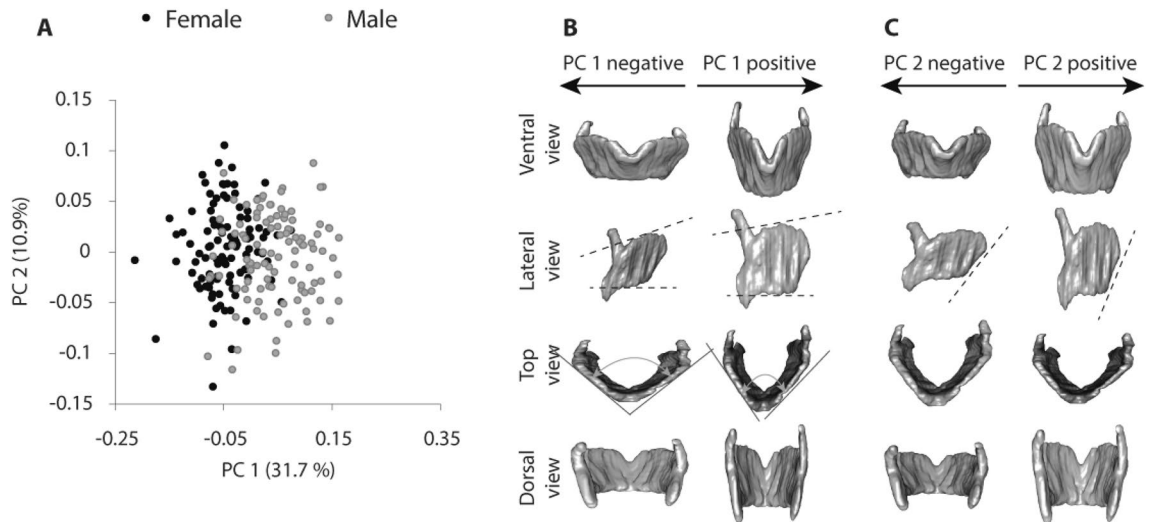 A
Female
Male
0.15
0.1
0.05
0
-0.05
-0.1
-0.15
-0.25
-0.05
0.15
0.35
PC 2 (10.9%)
PC 1 (31.7 %)
B
PC 1 negative
PC 1 positive
Ventral
view
Lateral
view
Top
view
Dorsal
view
C
PC 2 negative
PC 2 positive